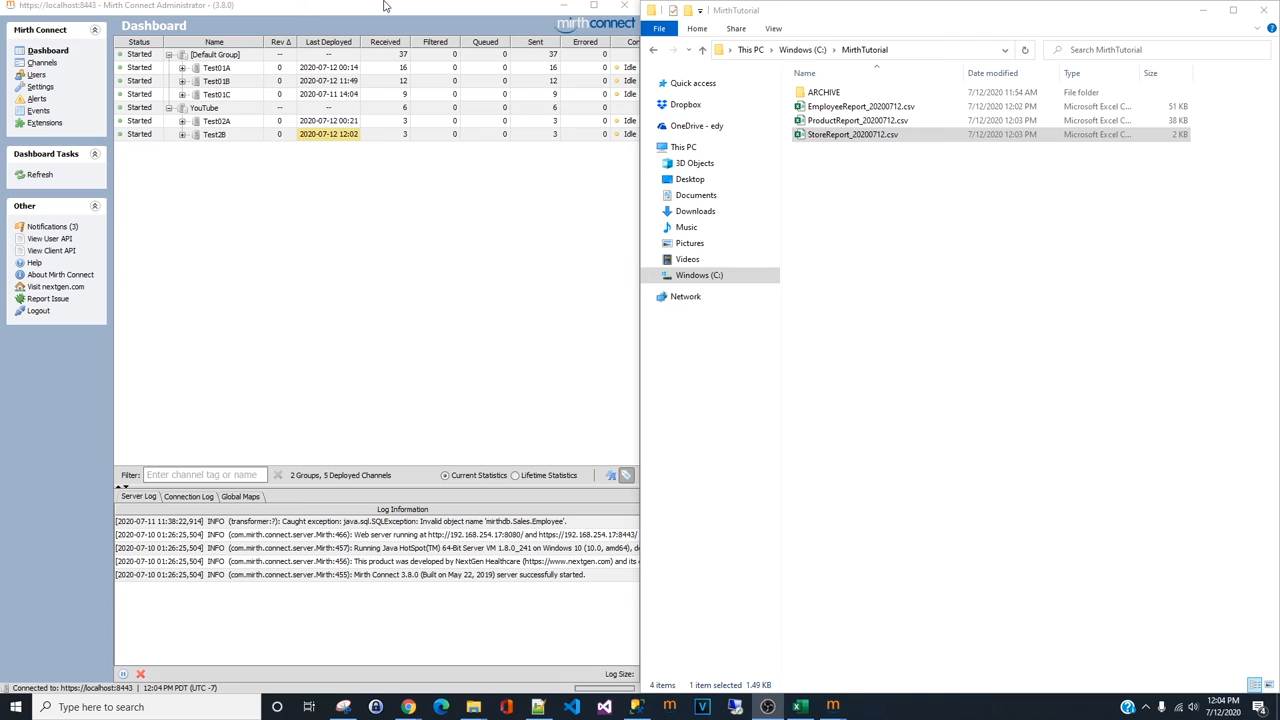 https://localhost:8443 - Mirth Connect Administrator - (3.8.0)
Mirth Connect
Dashboard
Channels
Users
Settings
Alerts
Events
Extensions
Dashboard Tasks
Refresh
Other
Notifications (3)
View User API
View Client API
Help
About Mirth Connect
Visit nextgen.com
Report Issue
Logout
Dashboard
mirthconnect
Status Name Rev Δ Last Deployed Received Filtered Queued Sent Errored Con
Started [Default Group] -- -- 37 0 0 37 0
Started Test01A 0 2020-07-12 00:14 16 0 0 16 0 Idle
Started Test01B 0 2020-07-12 11:49 12 0 0 12 0 Idle
Started Test01C 0 2020-07-11 14:04 9 0 0 9 0 Idle
Started YouTube -- -- 6 0 0 6 0
Started Test02A 0 2020-07-12 00:21 3 0 0 3 0 Idle
Started Test2B 0 2020-07-12 12:02 3 0 0 3 0 Idle
Filter: Enter channel tag or name 2 Groups, 5 Deployed Channels Current Statistics Lifetime Statistics
Server Log Connection Log Global Maps
Log Information
[2020-07-11 11:38:22,914] INFO (transformer:?): Caught exception: java.sql.SQLException: Invalid object name 'mirthdb.Sales.Employee'.
[2020-07-10 01:26:25,504] INFO (com.mirth.connect.server.Mirth:466): Web server running at http://192.168.254.17:8080/ and https://192.168.254.17:8443/
[2020-07-10 01:26:25,504] INFO (com.mirth.connect.server.Mirth:457): Running Java HotSpot(TM) 64-Bit Server VM 1.8.0_241 on Windows 10 (10.0, amd64), de
[2020-07-10 01:26:25,504] INFO (com.mirth.connect.server.Mirth:456): This product was developed by NextGen Healthcare (https://www.nextgen.com) and its
[2020-07-10 01:26:25,504] INFO (com.mirth.connect.server.Mirth:455): Mirth Connect 3.8.0 (Built on May 22, 2019) server successfully started.
Log Size:
Connected to: https://localhost:8443 | 12:04 PM PDT (UTC -7)
MirthTutorial
File Home Share View
This PC Windows (C:) MirthTutorial
Search MirthTutorial
Quick access
Dropbox
OneDrive - edy
This PC
3D Objects
Desktop
Documents
Downloads
Music
Pictures
Videos
Windows (C:)
Network
Name Date modified Type Size
ARCHIVE 7/12/2020 11:54 AM File folder
EmployeeReport_20200712.csv 7/12/2020 12:02 PM Microsoft Excel C... 51 KB
ProductReport_20200712.csv 7/12/2020 12:03 PM Microsoft Excel C... 38 KB
StoreReport_20200712.csv 7/12/2020 12:03 PM Microsoft Excel C... 2 KB
4 items 1 item selected 1.49 KB
Type here to search
12:04 PM
7/12/2020
4